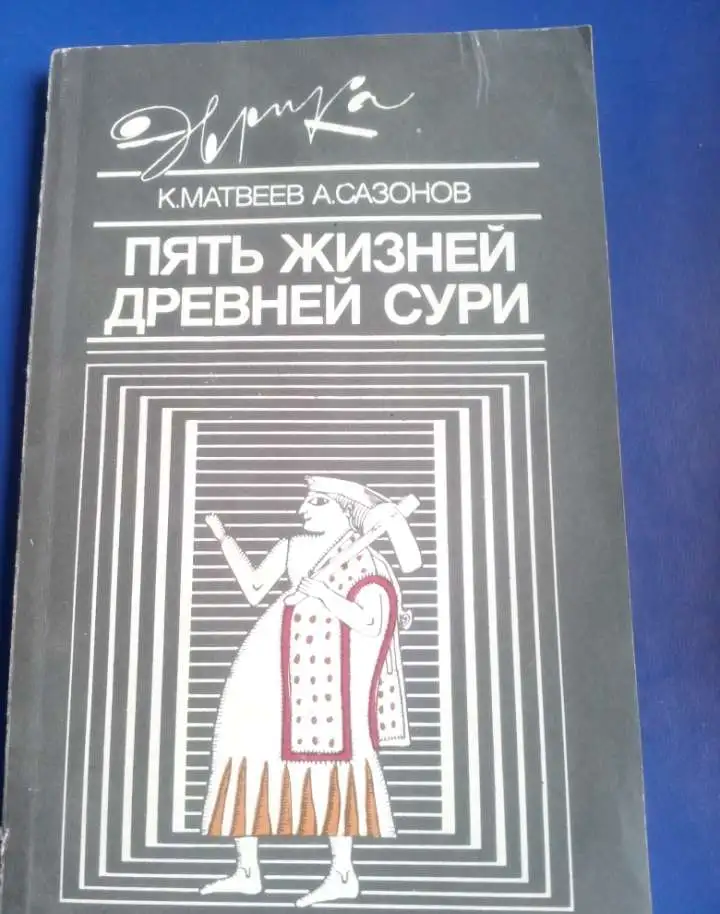 Эврика
К.МАТВЕЕВ А.САЗОНОВ
ПЯТЬ ЖИЗНЕЙ
ДРЕВНЕЙ СУРИ